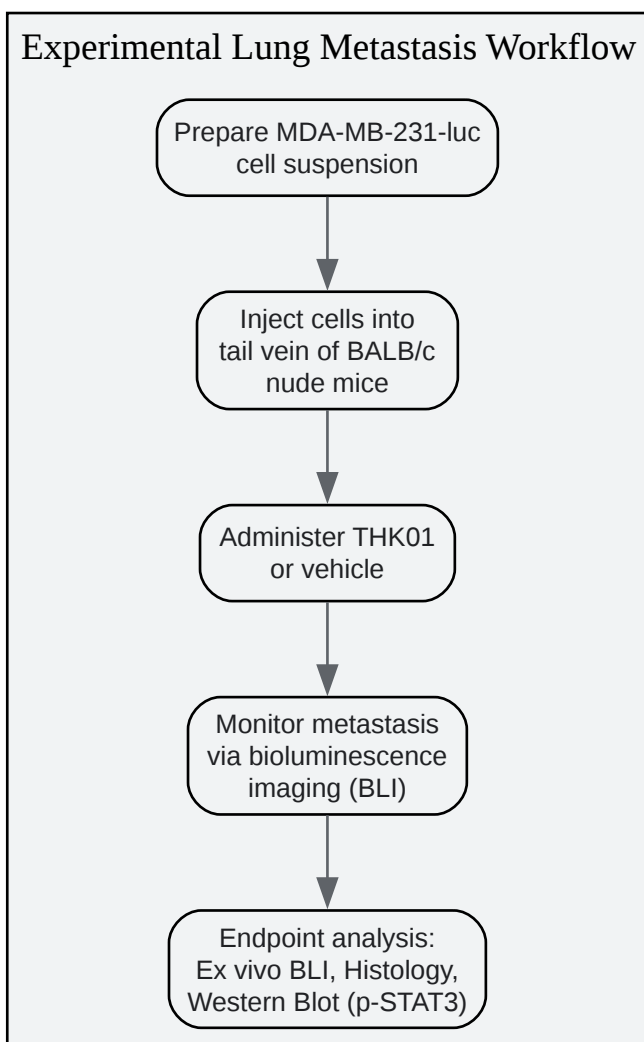 Experimental Lung Metastasis Workflow
Prepare MDA-MB-231-luc
cell suspension
Inject cells into
tail vein of BALB/c
nude mice
Administer THK01
or vehicle
Monitor metastasis
via bioluminescence
imaging (BLI)
Endpoint analysis:
Ex vivo BLI, Histology,
Western Blot (p-STAT3)